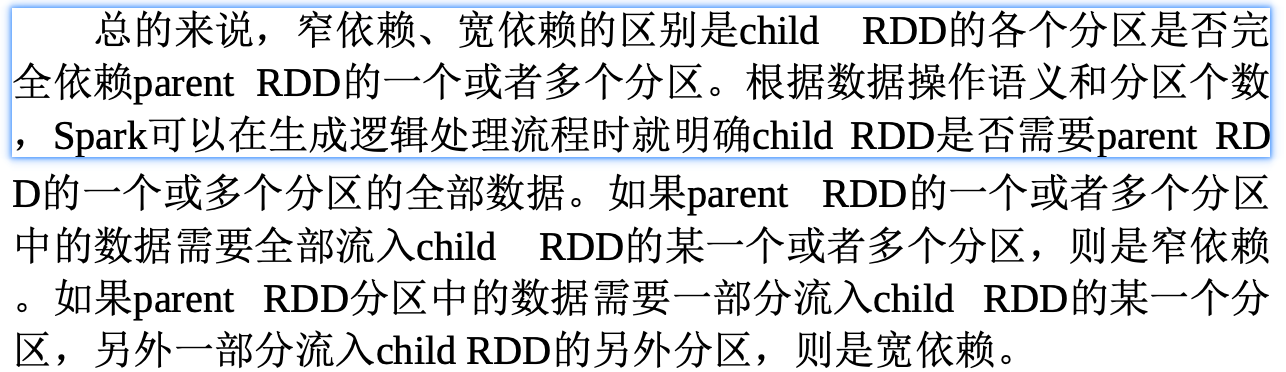 总的来说，窄依赖、宽依赖的区别是child RDD的各个分区是否完
全依赖parent RDD的一个或者多个分区。根据数据操作语义和分区个数
，Spark可以在生成逻辑处理流程时就明确child RDD是否需要parent RD
D的一个或多个分区的全部数据。如果parent RDD的一个或者多个分区
中的数据需要全部流入child RDD的某一个或者多个分区，则是窄依赖
。如果parent RDD分区中的数据需要一部分流入child RDD的某一个分
区，另外一部分流入child RDD的另外分区，则是宽依赖。